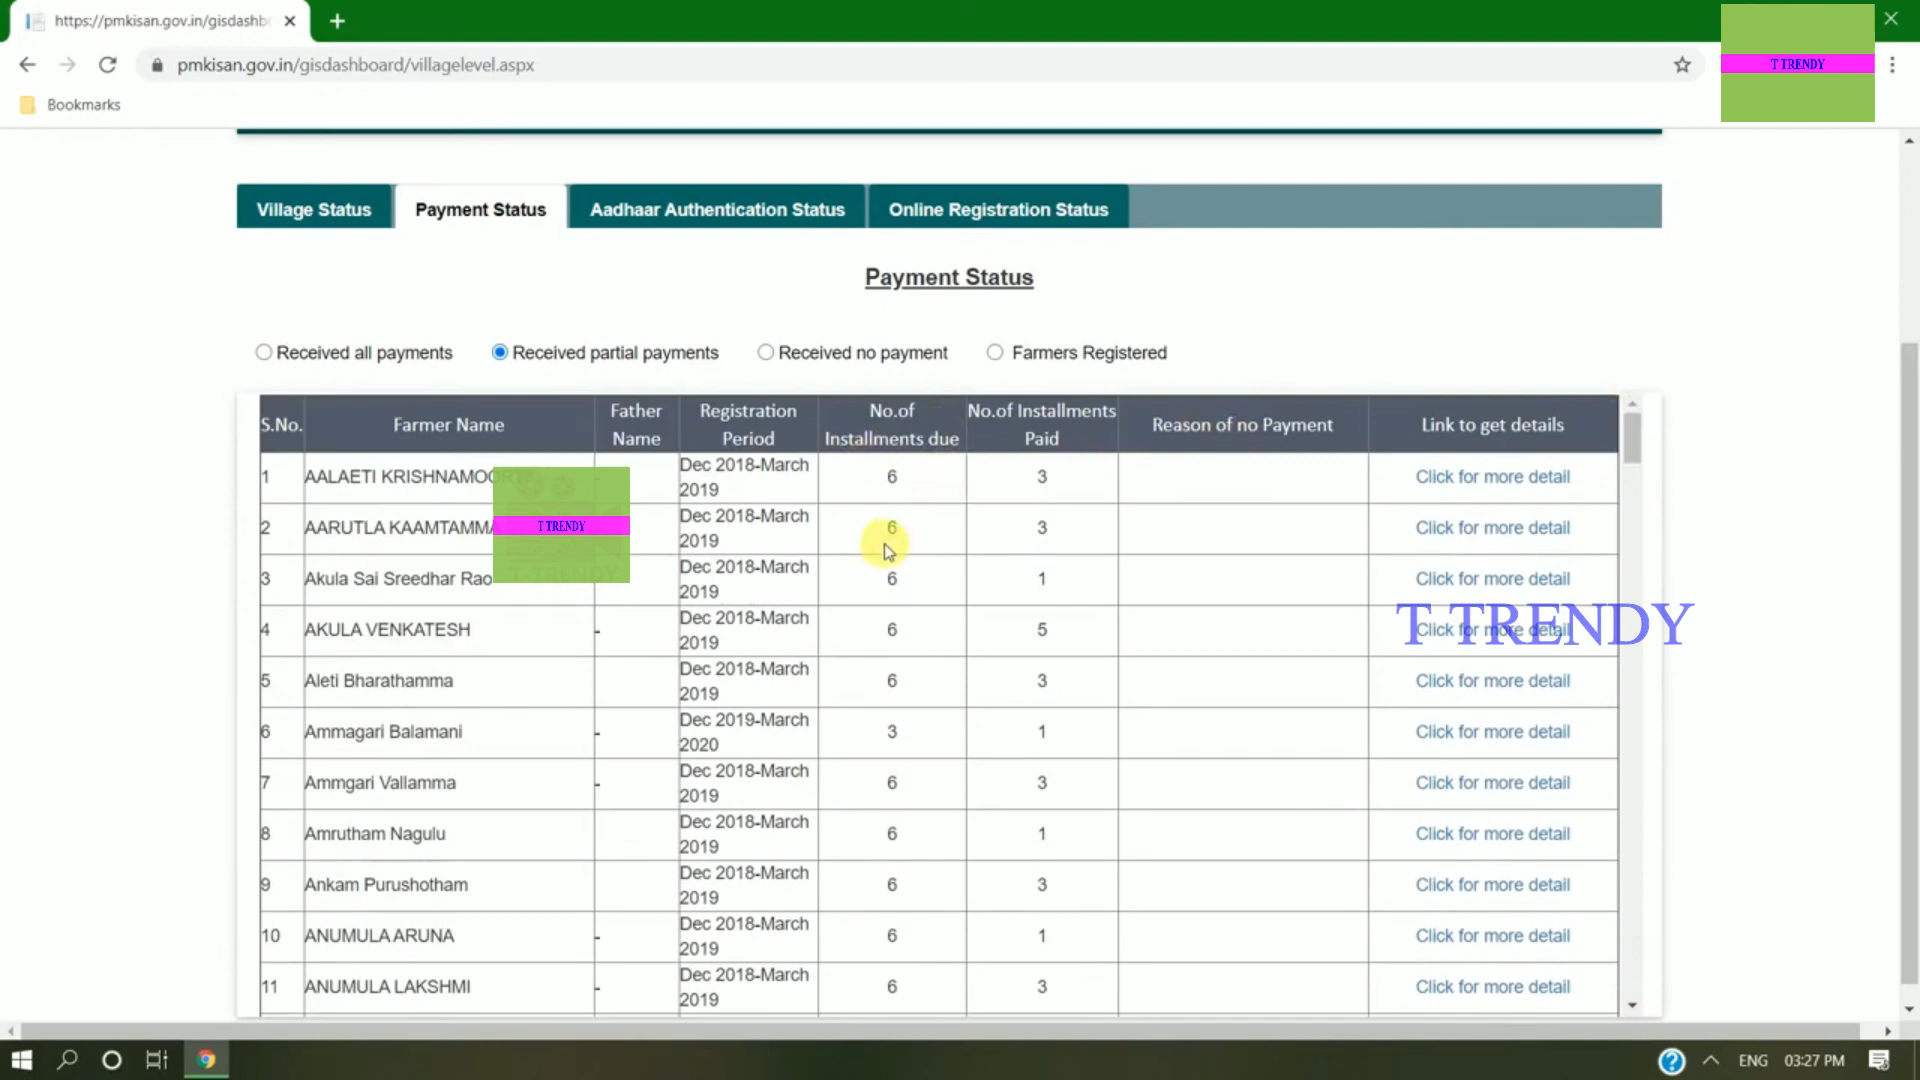 https://pmkisan.gov.in/gisdashb
pmkisan.gov.in/gisdashboard/villagelevel.aspx
T TRENDY
Bookmarks
Village Status Payment Status Aadhaar Authentication Status Online Registration Status
Payment Status
Received all payments Received partial payments Received no payment Farmers Registered
S.No. Farmer Name Father Name Registration Period No.of Installments due No.of Installments Paid Reason of no Payment Link to get details
1 AALAETI KRISHNAMOORTHY - Dec 2018-March 2019 6 3 Click for more detail
2 AARUTLA KAAMTAMMA Dec 2018-March 2019 6 3 Click for more detail
T TRENDY
3 Akula Sai Sreedhar Rao Dec 2018-March 2019 6 1 Click for more detail
T TRENDY
4 AKULA VENKATESH - Dec 2018-March 2019 6 5 Click for more detail
T TRENDY
5 Aleti Bharathamma Dec 2018-March 2019 6 3 Click for more detail
6 Ammagari Balamani - Dec 2019-March 2020 3 1 Click for more detail
7 Ammgari Vallamma - Dec 2018-March 2019 6 3 Click for more detail
8 Amrutham Nagulu Dec 2018-March 2019 6 1 Click for more detail
9 Ankam Purushotham Dec 2018-March 2019 6 3 Click for more detail
10 ANUMULA ARUNA - Dec 2018-March 2019 6 1 Click for more detail
11 ANUMULA LAKSHMI - Dec 2018-March 2019 6 3 Click for more detail
ENG 03:27 PM